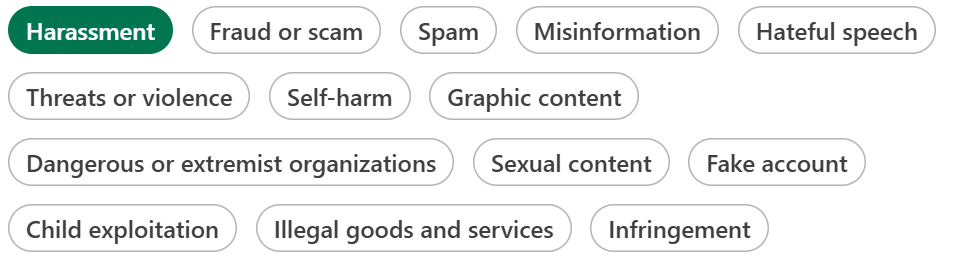 Harassment Fraud or scam Spam Misinformation Hateful speech
Threats or violence Self-harm Graphic content
Dangerous or extremist organizations Sexual content Fake account
Child exploitation Illegal goods and services Infringement